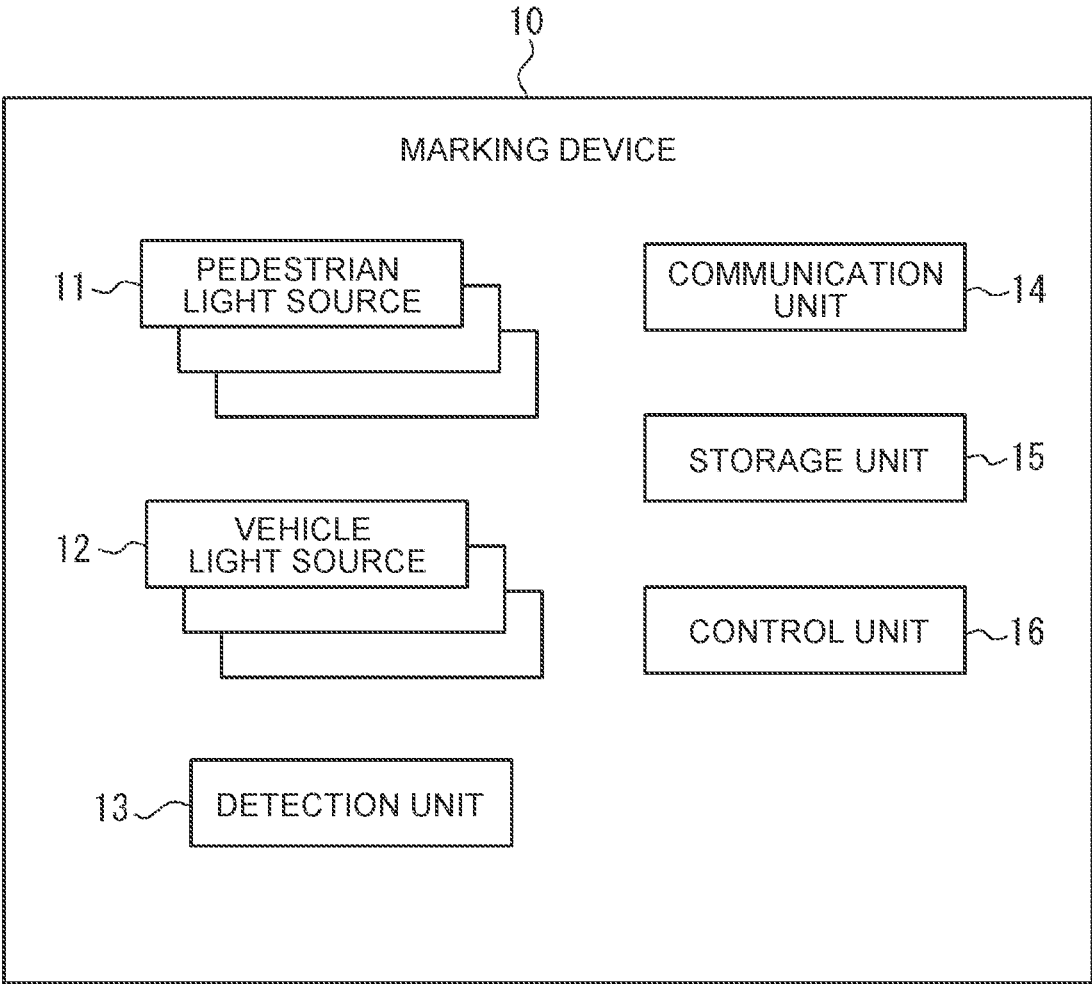 10
MARKING DEVICE
11
PEDESTRIAN
LIGHT SOURCE
12
VEHICLE
LIGHT SOURCE
13
DETECTION UNIT
COMMUNICATION
UNIT
14
STORAGE UNIT
15
CONTROL UNIT
16